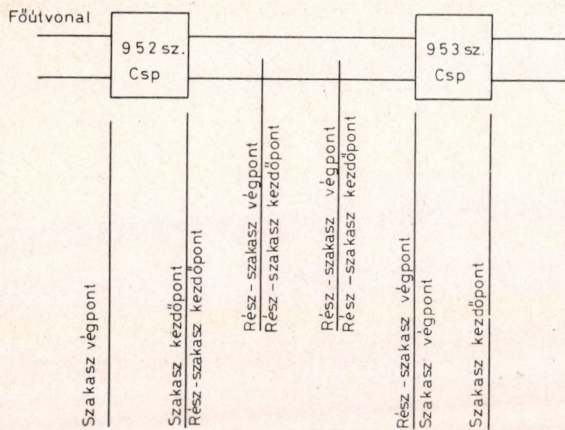 Főútvonal
952 sz.
Csp
953 sz.
Csp
Szakasz végpont
Szakasz kezdőpont
Rész-szakasz kezdőpont
Rész-szakasz végpont
Rész-szakasz kezdőpont
Rész-szakasz végpont
Rész-szakasz kezdőpont
Rész-szakasz végpont
Szakasz végpont
Szakasz kezdőpont